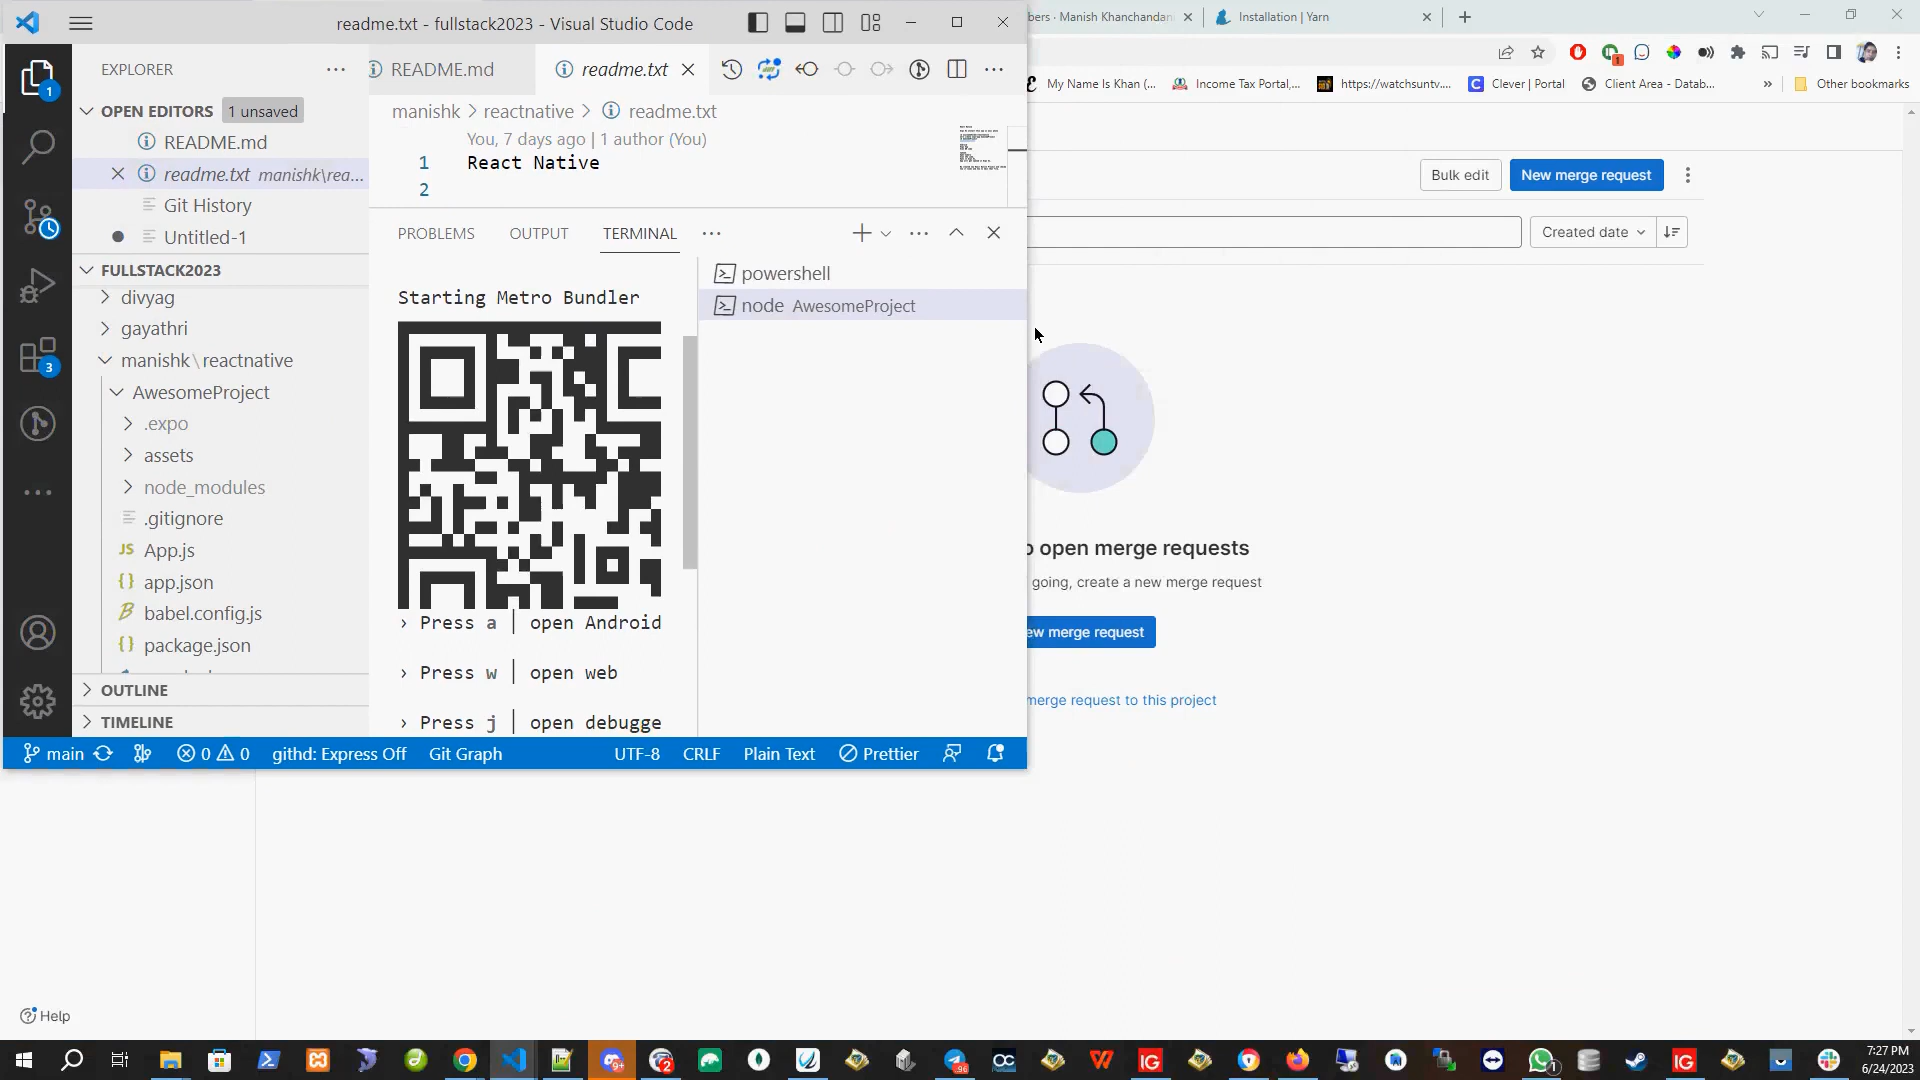 readme.txt - fullstack2023 - Visual Studio Code
EXPLORER
OPEN EDITORS
1 unsaved
README.md
readme.txt manishk\rea...
Git History
Untitled-1
FULLSTACK2023
divyag
gayathri
manishk\reactnative
AwesomeProject
.expo
assets
node_modules
.gitignore
App.js
app.json
babel.config.js
package.json
OUTLINE
TIMELINE
README.md
readme.txt
manishk > reactnative > readme.txt
You, 7 days ago | 1 author (You)
1 React Native
2
PROBLEMS OUTPUT TERMINAL
Starting Metro Bundler
› Press a │ open Android
› Press w │ open web
› Press j │ open debugge
powershell
node AwesomeProject
main
0 0
githd: Express Off
Git Graph
UTF-8
CRLF
Plain Text
Prettier
bers · Manish Khanchandan
Installation | Yarn
My Name Is Khan (...
Income Tax Portal,...
https://watchsuntv....
Clever | Portal
Client Area - Datab...
»
Other bookmarks
Bulk edit
New merge request
Created date
o open merge requests
going, create a new merge request
ew merge request
merge request to this project
Help
7:27 PM
6/24/2023